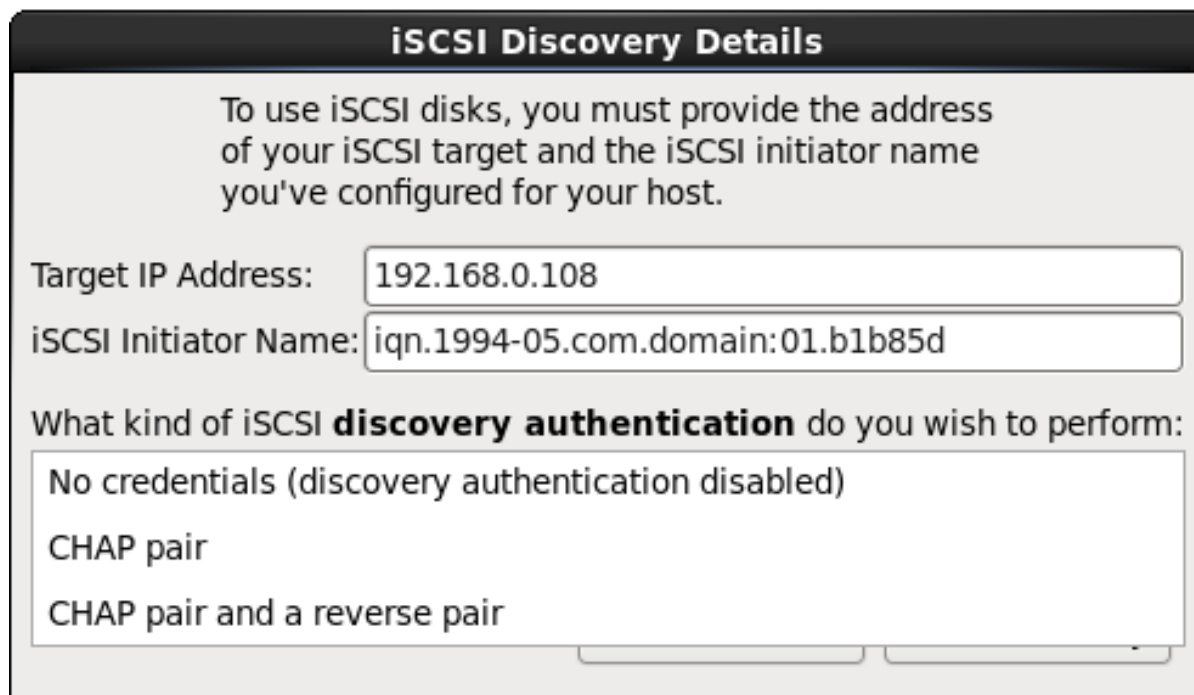 iSCSI Discovery Details
To use iSCSI disks, you must provide the address
of your iSCSI target and the iSCSI initiator name
you've configured for your host.
Target IP Address: 192.168.0.108
iSCSI Initiator Name: iqn.1994-05.com.domain:01.b1b85d
What kind of iSCSI discovery authentication do you wish to perform:
No credentials (discovery authentication disabled)
CHAP pair
CHAP pair and a reverse pair